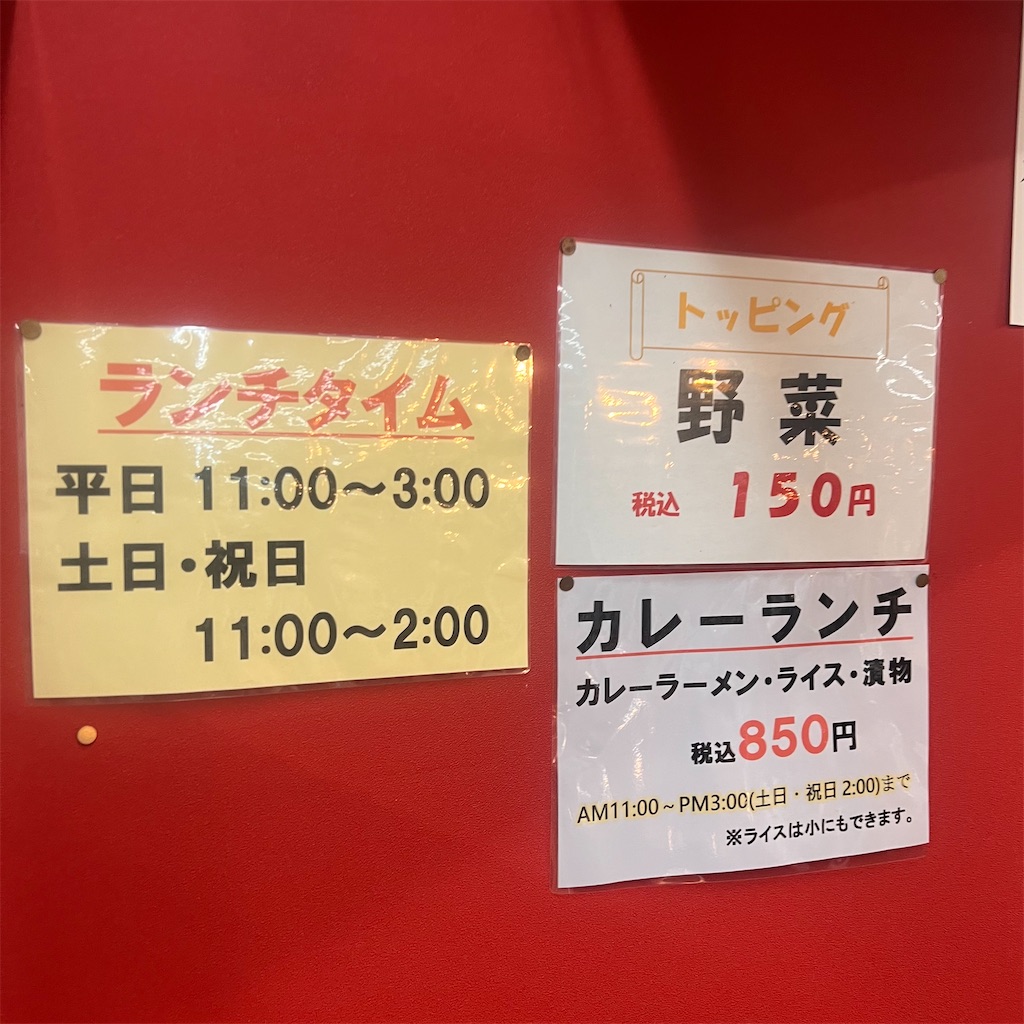 ランチタイム
平日 11:00～3:00
土日・祝日
11:00～2:00
トッピング
野菜
税込 150円
カレーランチ
カレーラーメン・ライス・漬物
税込850円
AM11:00～PM3:00(土日・祝日 2:00)まで
※ライスは小にもできます。